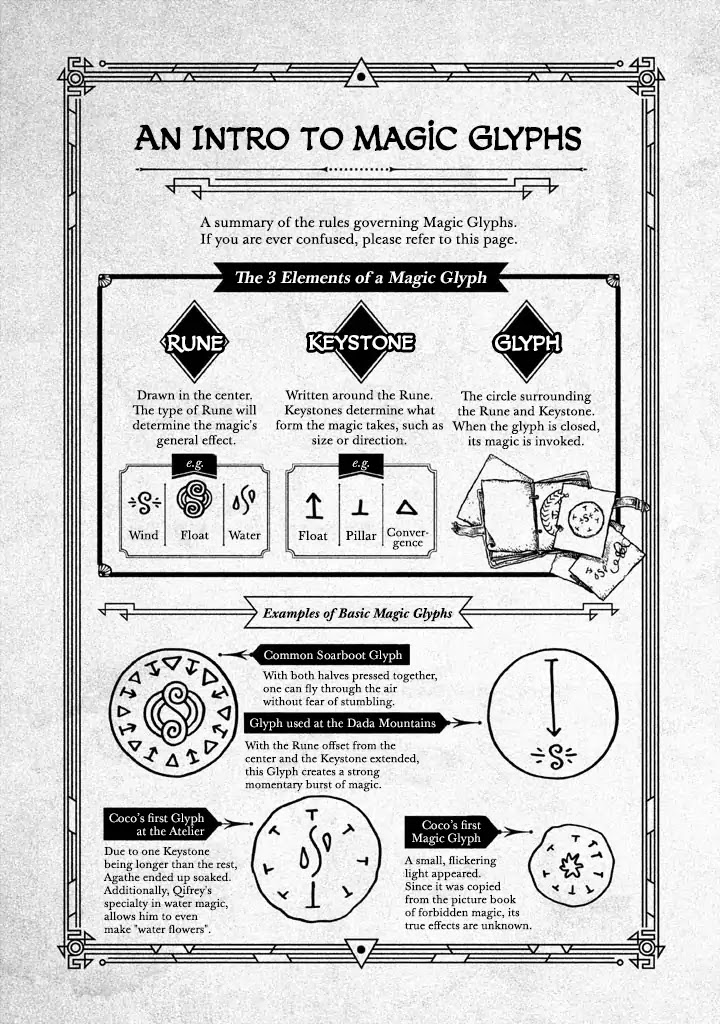 An Intro to Magic Glyphs
A summary of the rules governing Magic Glyphs.
If you are ever confused, please refer to this page.
The 3 Elements of a Magic Glyph
Rune
Drawn in the center.
The type of Rune will
determine the magic's
general effect.
e.g.
Wind
Float
Water
Keystone
Written around the Rune.
Keystones determine what
form the magic takes, such as
size or direction.
e.g.
Float
Pillar
Conver-
gence
Glyph
The circle surrounding
the Rune and Keystone.
When the glyph is closed,
its magic is invoked.
Examples of Basic Magic Glyphs
Common Soarboot Glyph
With both halves pressed together,
one can fly through the air
without fear of stumbling.
Glyph used at the Dada Mountains
With the Rune offset from the
center and the Keystone extended,
this Glyph creates a strong
momentary burst of magic.
Coco's first Glyph
at the Atelier
Due to one Keystone
being longer than the rest,
Agathe ended up soaked.
Additionally, Qifrey's
specialty in water magic,
allows him to even
make "water flowers".
Coco's first
Magic Glyph
A small, flickering
light appeared.
Since it was copied
from the picture book
of forbidden magic, its
true effects are unknown.